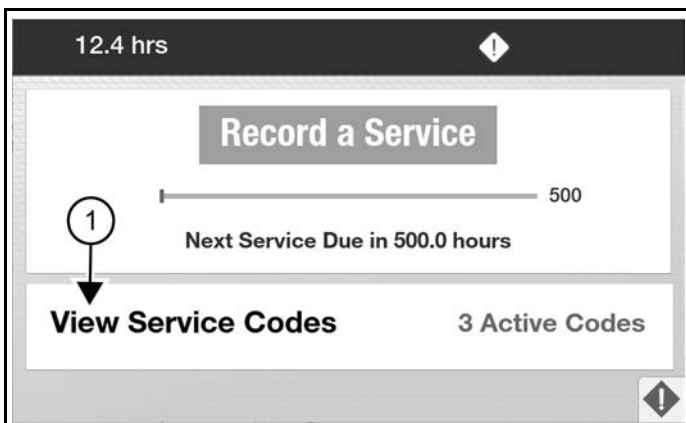 12.4 hrs
Record a Service
500
Next Service Due in 500.0 hours
1
View Service Codes
3 Active Codes